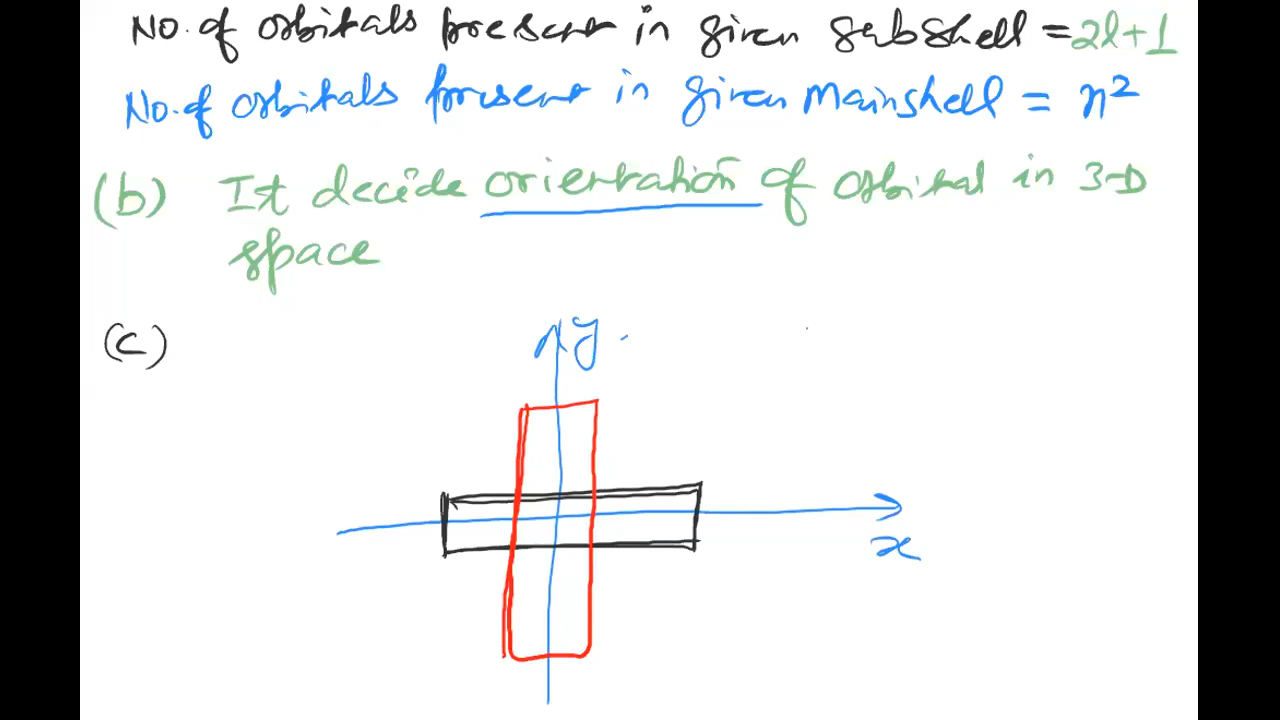 No. of orbitals present in given subshell = 2l+1
No. of orbitals present in given Mainshell = n²
(b) It decide orientation of orbital in 3-D
space
(c)
y
x